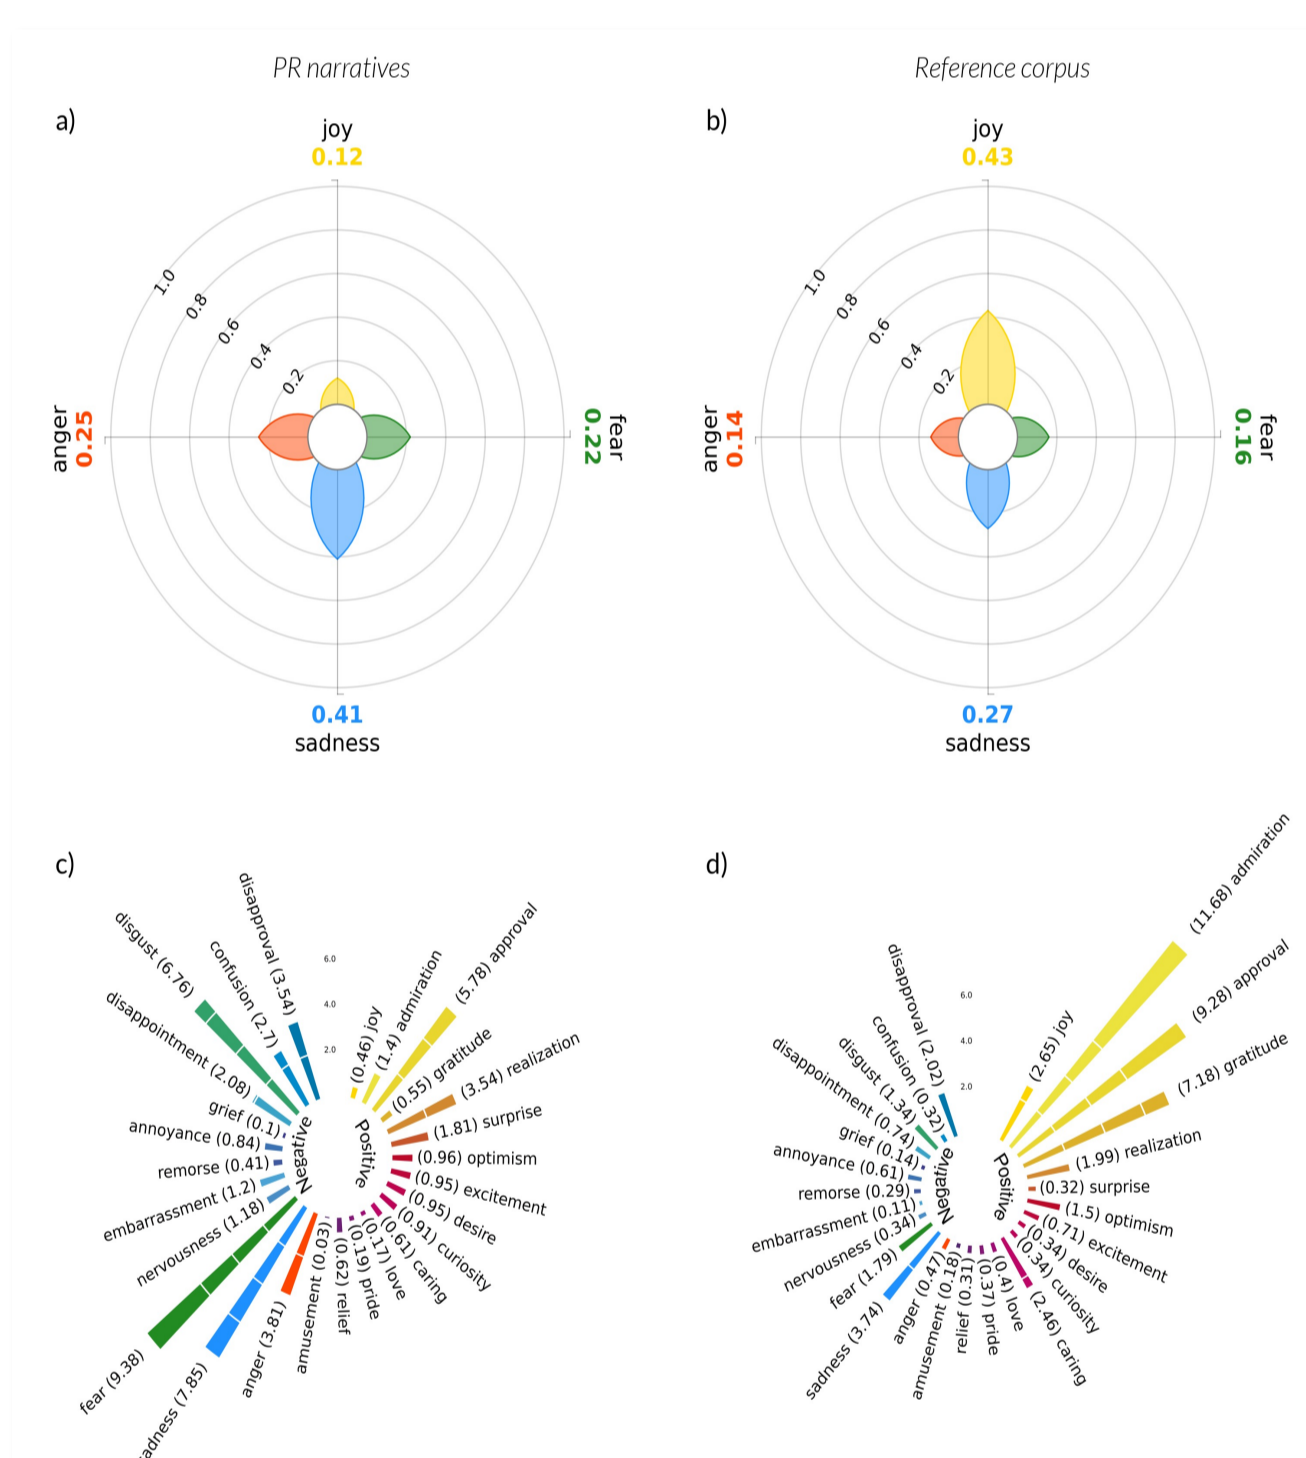 PR narratives
Reference corpus
a)
joy
0.12
1.0
0.8
0.6
0.4
0.2
anger
0.25
fear
0.22
0.41
sadness
b)
joy
0.43
1.0
0.8
0.6
0.4
0.2
anger
0.14
fear
0.16
0.27
sadness
c)
6.0
4.0
2.0
Positive
(0.46) joy
(1.4) admiration
(5.78) approval
(0.55) gratitude
(3.54) realization
(1.81) surprise
(0.96) optimism
(0.95) excitement
(0.95) desire
(0.91) curiosity
(0.61) caring
(0.17) love
(0.19) pride
(0.62) relief
amusement (0.03)
Negative
disapproval (3.54)
confusion (2.7)
disgust (6.76)
disappointment (2.08)
grief (0.1)
annoyance (0.84)
remorse (0.41)
embarrassment (1.2)
nervousness (1.18)
fear (9.38)
adness (7.85)
anger (3.81)
d)
6.0
4.0
2.0
Positive
(2.65) joy
(11.68) admiration
(9.28) approval
(7.18) gratitude
(1.99) realization
(0.32) surprise
(1.5) optimism
(0.71) excitement
(0.34) desire
(0.34) curiosity
(2.46) caring
(0.4) love
(0.37) pride
relief (0.31)
amusement (0.18)
Negative
disapproval (2.02)
confusion (0.32)
disgust (1.34)
disappointment (0.74)
grief (0.14)
annoyance (0.61)
remorse (0.29)
embarrassment (0.11)
nervousness (0.34)
fear (1.79)
sadness (3.74)
anger (0.47)